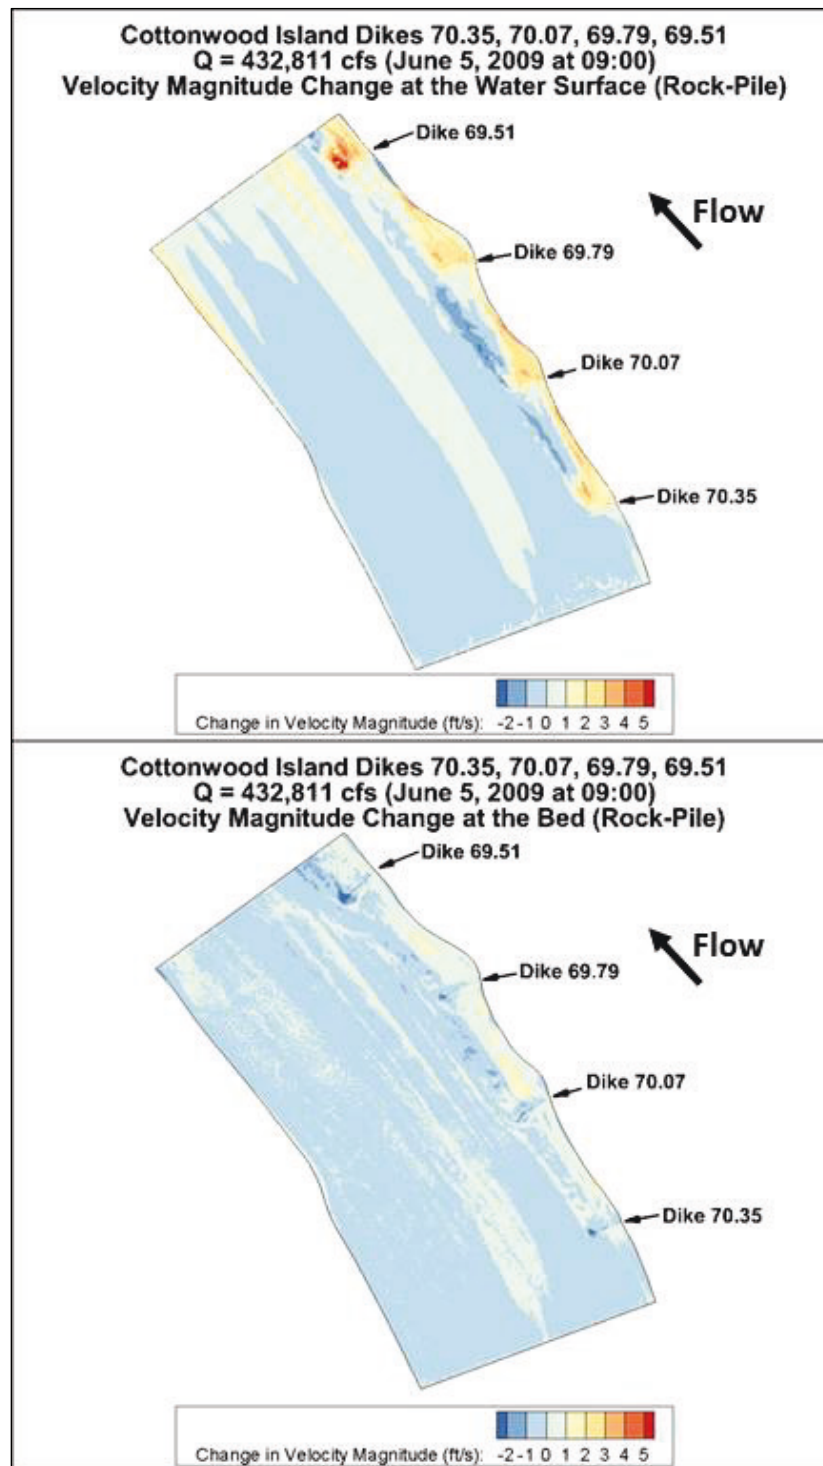 Cottonwood Island Dikes 70.35, 70.07, 69.79, 69.51
Q = 432,811 cfs (June 5, 2009 at 09:00)
Velocity Magnitude Change at the Water Surface (Rock-Pile)
Dike 69.51
Flow
Dike 69.79
Dike 70.07
Dike 70.35
Change in Velocity Magnitude (ft/s): -2 -1 0 1 2 3 4 5
Cottonwood Island Dikes 70.35, 70.07, 69.79, 69.51
Q = 432,811 cfs (June 5, 2009 at 09:00)
Velocity Magnitude Change at the Bed (Rock-Pile)
Dike 69.51
Flow
Dike 69.79
Dike 70.07
Dike 70.35
Change in Velocity Magnitude (ft/s): -2 -1 0 1 2 3 4 5